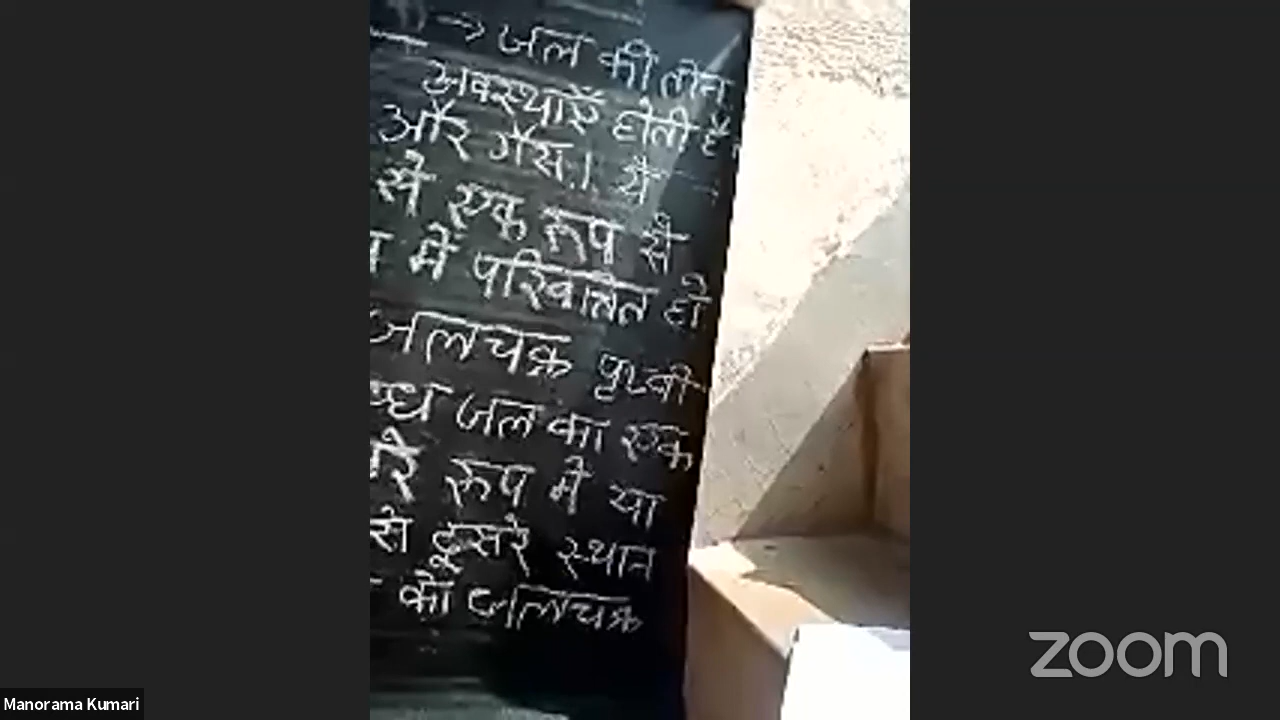 → जल की तीन
अवस्थाएँ होती हैं।
और गैस। ये
से एक रूप से
में परिवर्तित हो
जलचक्र पृथ्वी
जल का एक
रूप में या
से दूसरे स्थान
को जलचक्र
zoom
Manorama Kumari